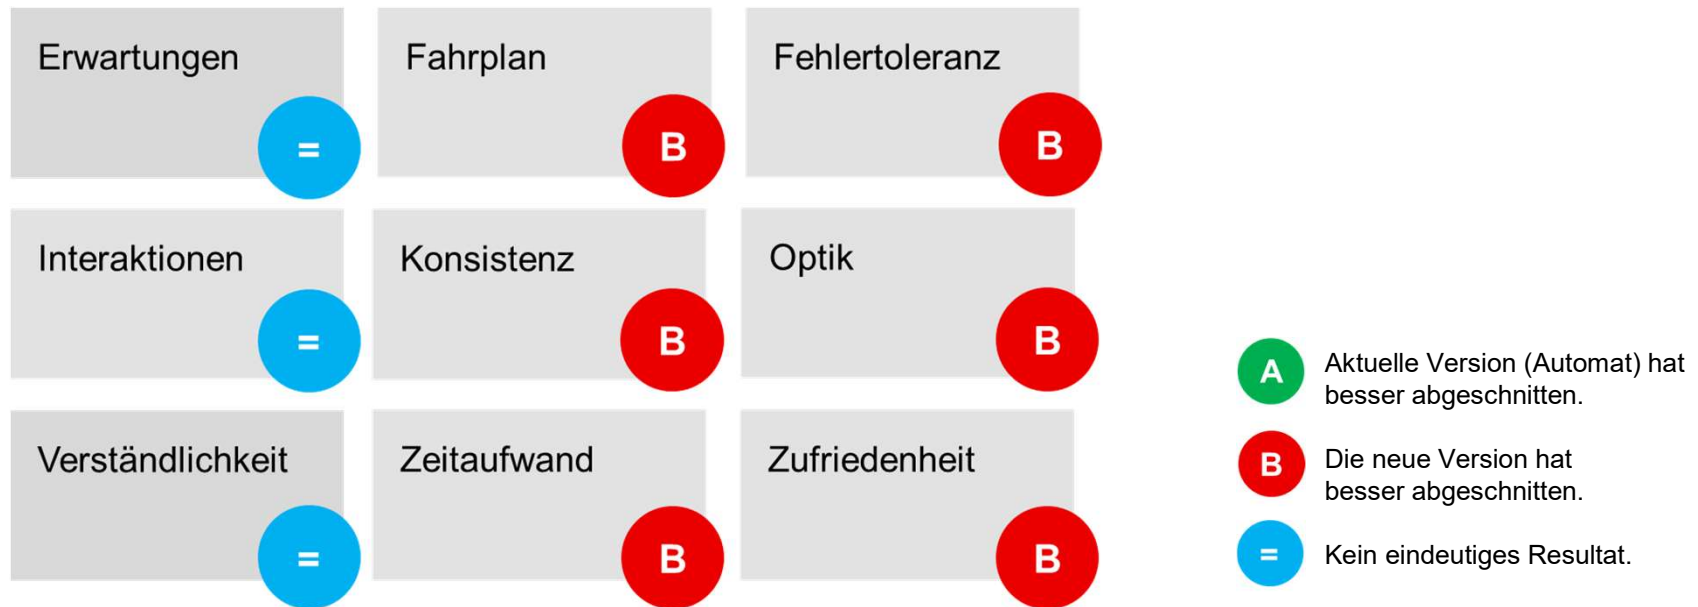 Erwartungen
=
Fahrplan
B
Fehlertoleranz
B
Interaktionen
=
Konsistenz
B
Optik
B
Verständlichkeit
=
Zeitaufwand
B
Zufriedenheit
B
A
Aktuelle Version (Automat) hat
besser abgeschnitten.
B
Die neue Version hat
besser abgeschnitten.
=
Kein eindeutiges Resultat.